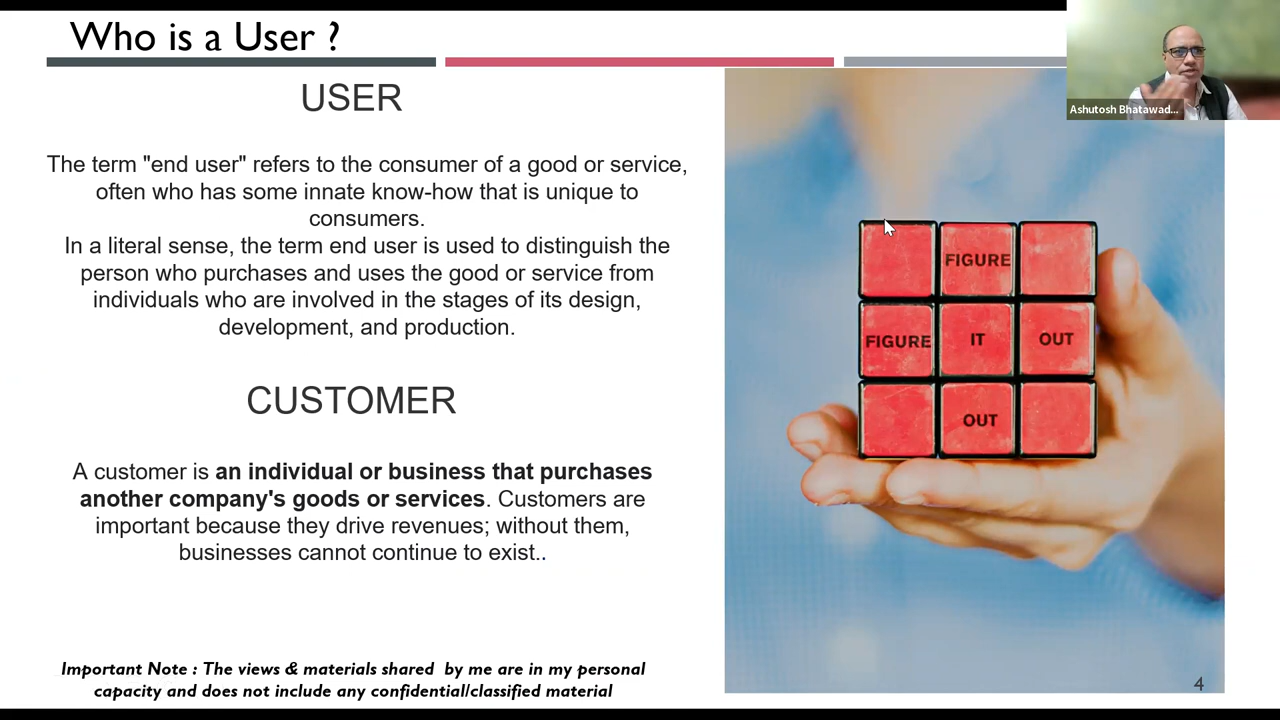 Who is a User ?
USER
The term "end user" refers to the consumer of a good or service,
often who has some innate know-how that is unique to
consumers.
In a literal sense, the term end user is used to distinguish the
person who purchases and uses the good or service from
individuals who are involved in the stages of its design,
development, and production.
CUSTOMER
A customer is an individual or business that purchases
another company's goods or services. Customers are
important because they drive revenues; without them,
businesses cannot continue to exist..
Important Note : The views & materials shared by me are in my personal
capacity and does not include any confidential/classified material
FIGURE
FIGURE IT OUT
OUT
4
Ashutosh Bhatawad...